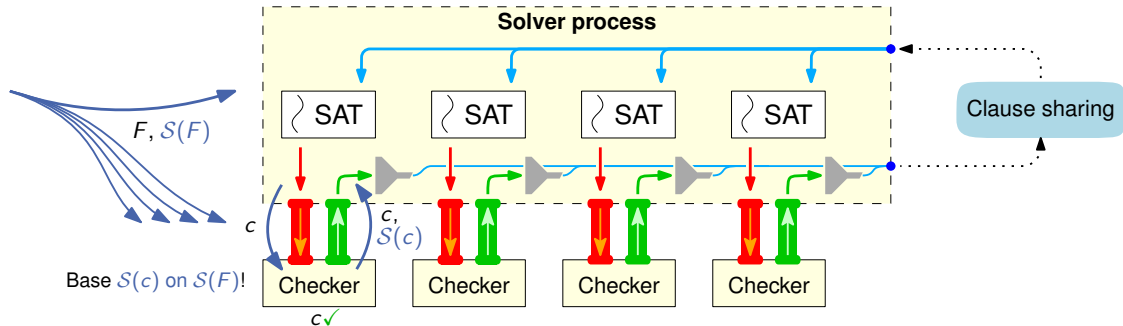 Solver process
SAT SAT SAT SAT
Clause sharing
F, S(F)
c
c,
S(c)
Base S(c) on S(F)!
Checker Checker Checker Checker
c✓